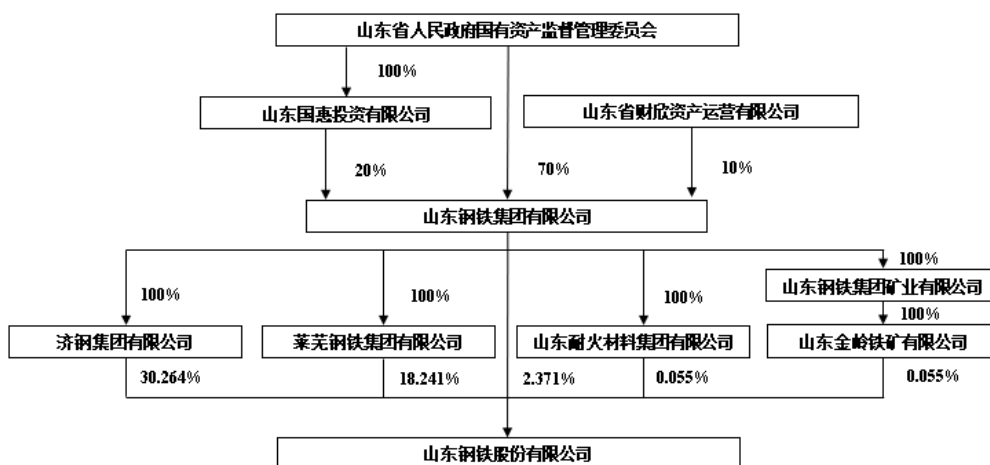 山东省人民政府国有资产监督管理委员会
100%
山东国惠投资有限公司
山东省财欣资产运营有限公司
20%
70%
10%
山东钢铁集团有限公司
100%
山东钢铁集团矿业有限公司
100%
100%
100%
100%
济钢集团有限公司
莱芜钢铁集团有限公司
山东耐火材料集团有限公司
山东金岭铁矿有限公司
30.264%
18.241%
2.371%
0.055%
0.055%
山东钢铁股份有限公司